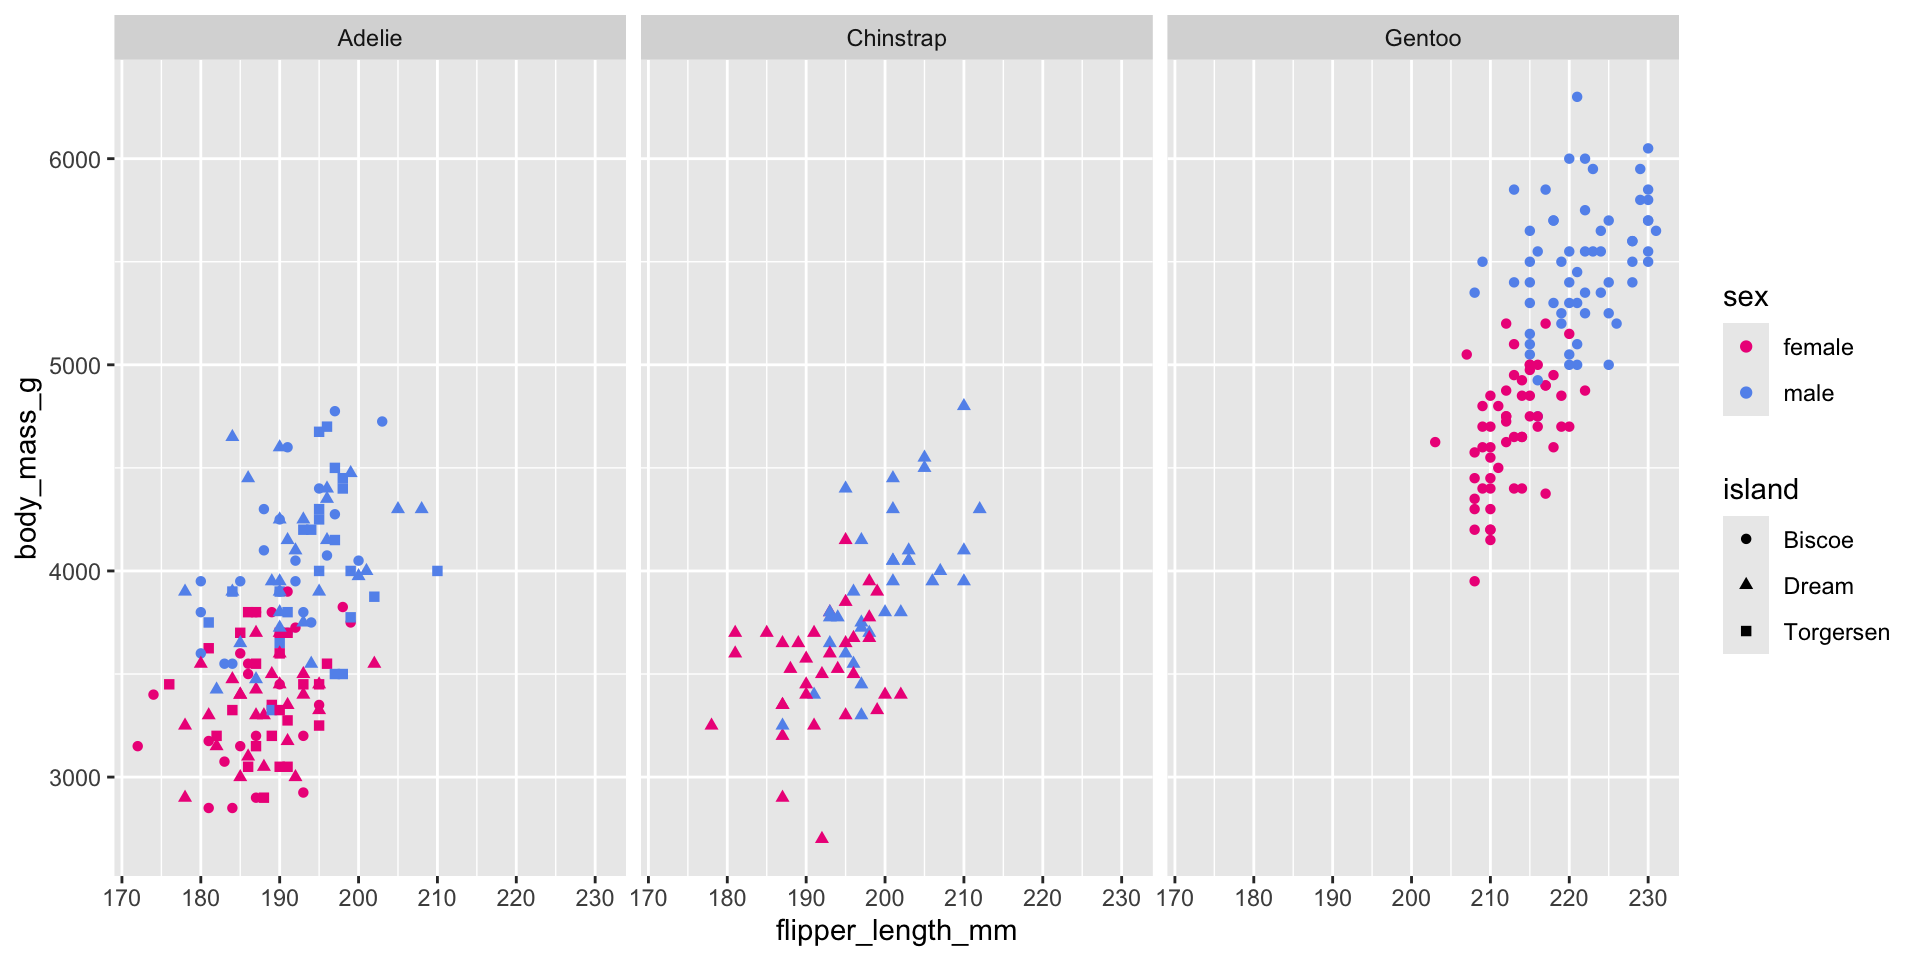 Adelie
Chinstrap
Gentoo
6000
5000
4000
3000
body_mass_g
170 180 190 200 210 220 230
170 180 190 200 210 220 230
170 180 190 200 210 220 230
flipper_length_mm
sex
female
male
island
Biscoe
Dream
Torgersen